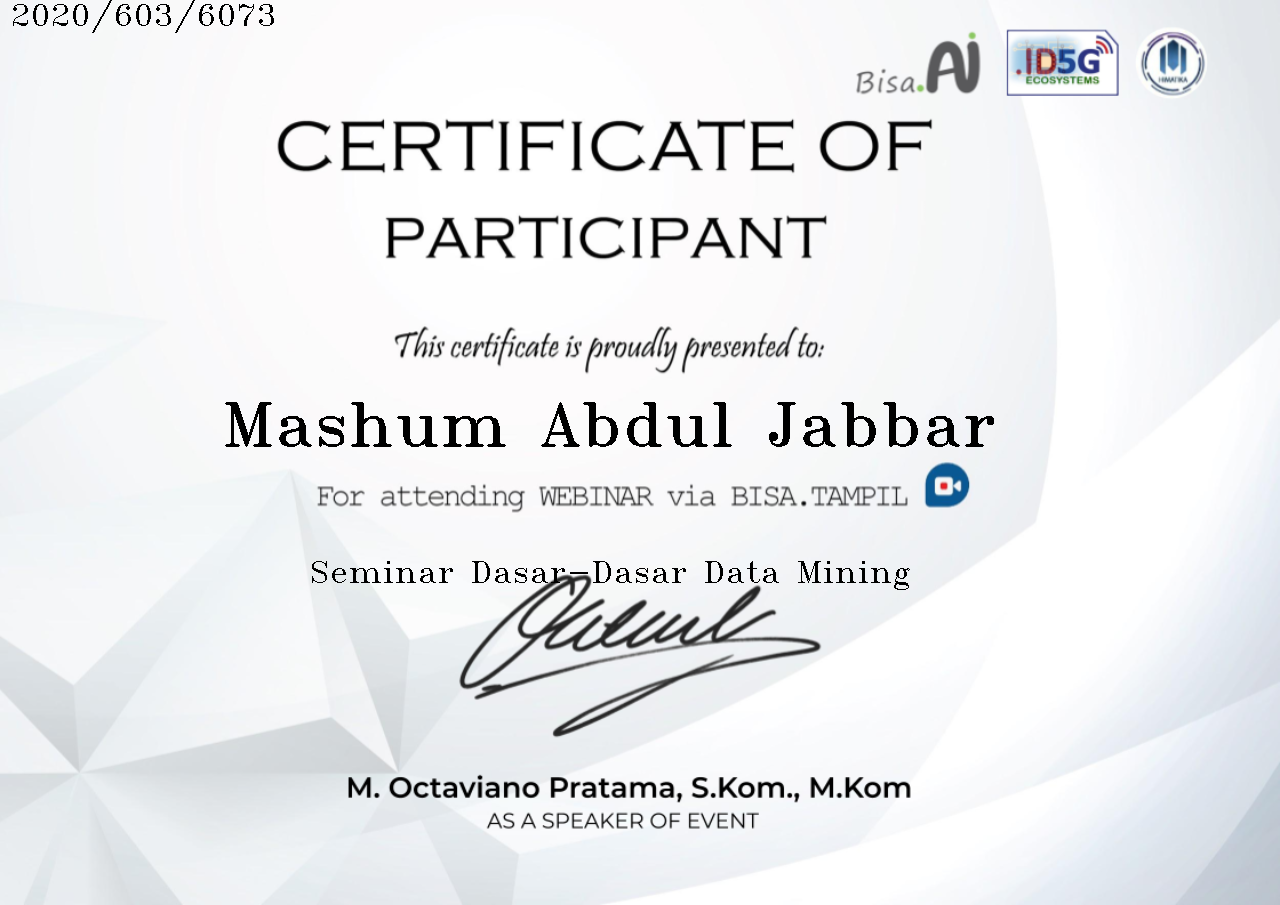 2020/603/6073
Bisa.AI
.ID5G
ECOSYSTEMS
HIMATIKA
CERTIFICATE OF
PARTICIPANT
This certificate is proudly presented to:
Mashum Abdul Jabbar
For attending WEBINAR via BISA.TAMPIL
Seminar Dasar-Dasar Data Mining
M. Octaviano Pratama, S.Kom., M.Kom
AS A SPEAKER OF EVENT